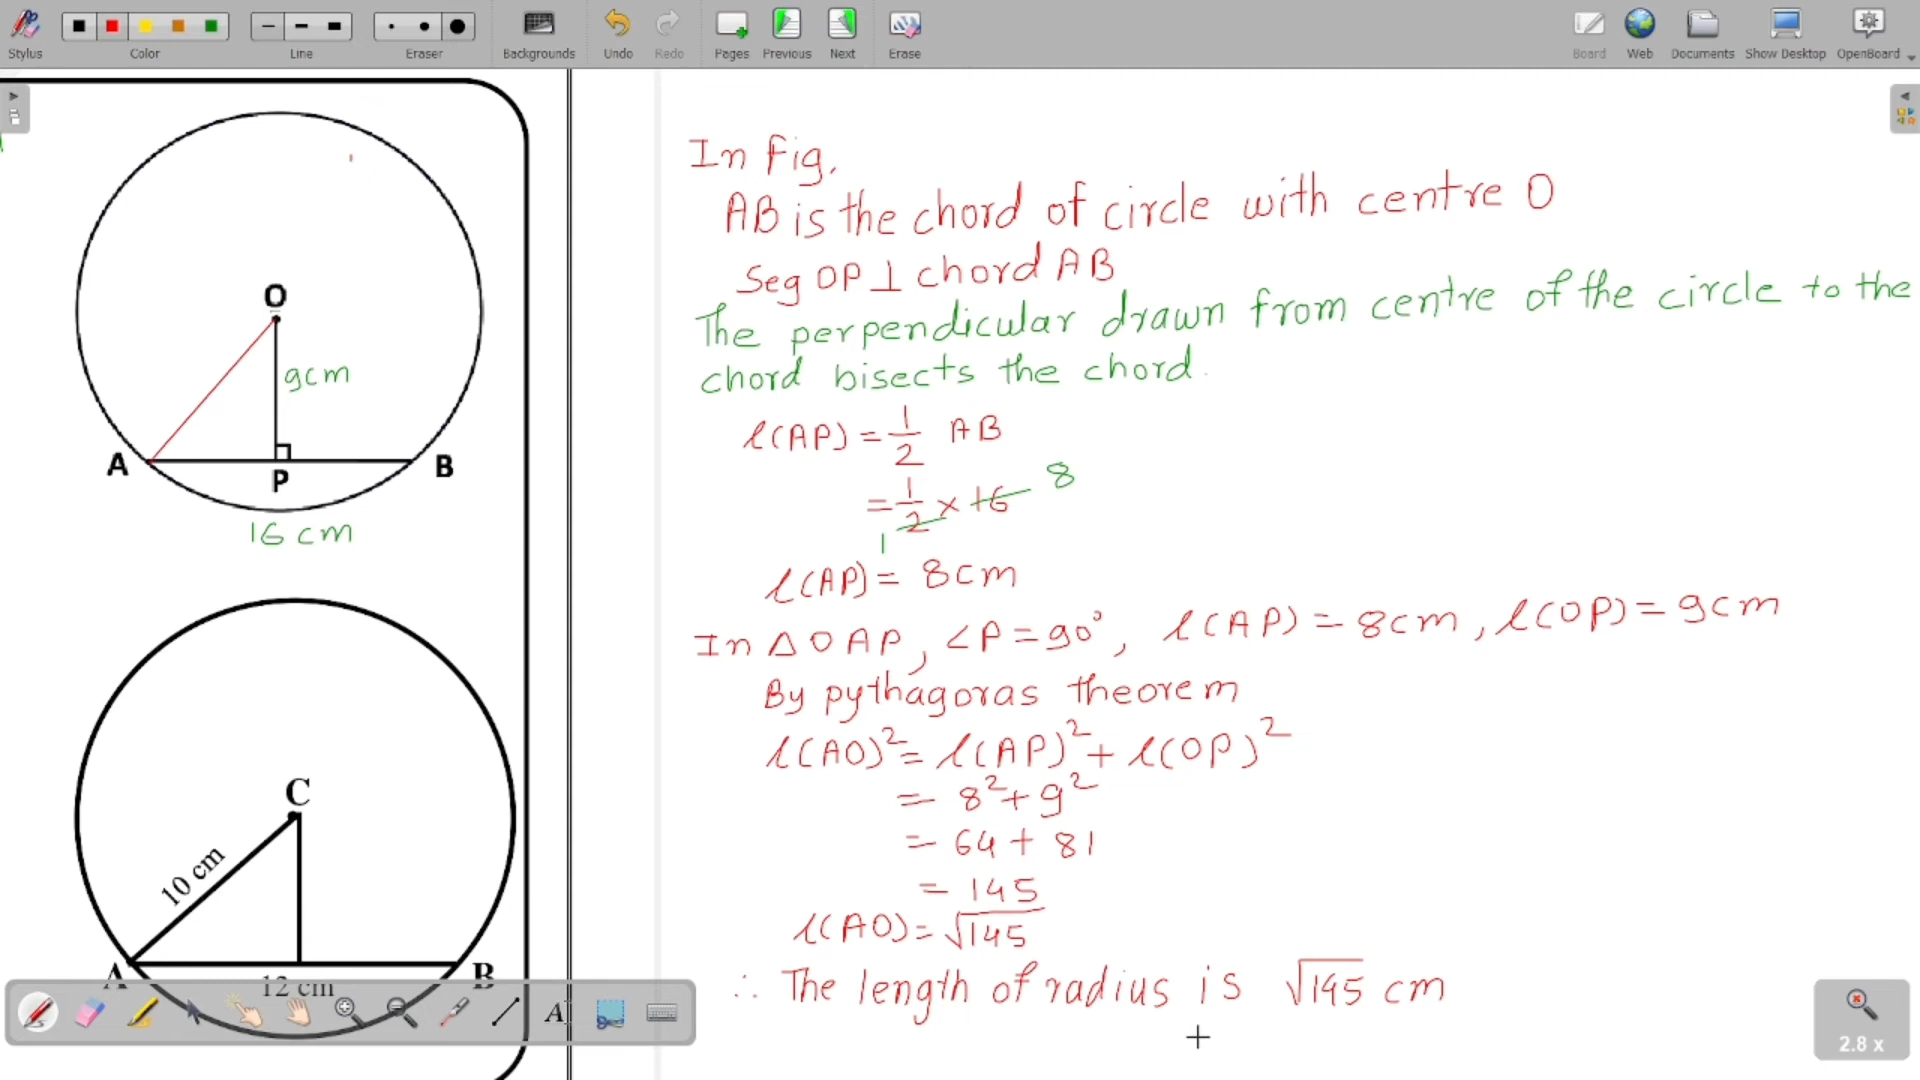 Stylus Color Line Eraser Backgrounds Undo Redo Pages Previous Next Erase Board Web Documents Show Desktop OpenBoard
O
9cm
A P B
16 cm
C
10 cm
A B
12 cm
In Fig,
AB is the chord of circle with centre O
Seg OP ⊥ chord AB
The perpendicular drawn from centre of the circle to the
chord bisects the chord.
l(AP) = 1/2 AB
= 1/2 × 16 8
1
l(AP) = 8cm
In △OAP, ∠P = 90°, l(AP) = 8cm, l(OP) = 9cm
By pythagoras theorem
l(AO)² = l(AP)² + l(OP)²
= 8² + 9²
= 64 + 81
= 145
l(AO) = √145
∴ The length of radius is √145 cm
2.8 x